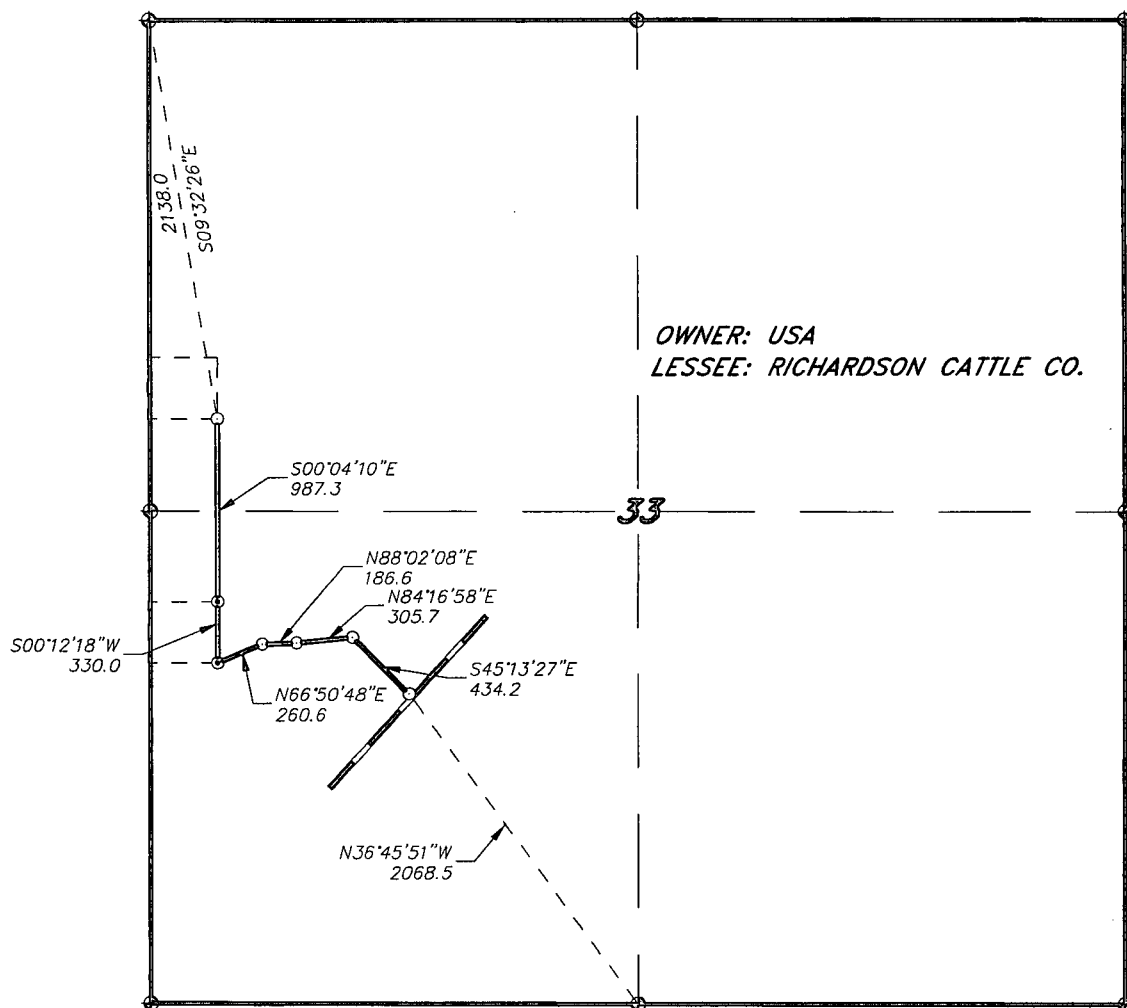 2138.0
S09°32'26"E
OWNER: USA
LESSEE: RICHARDSON CATTLE CO.
S00°04'10"E
987.3
33
N88°02'08"E
186.6
N84°16'58"E
305.7
S00°12'18"W
330.0
S45°13'27"E
434.2
N66°50'48"E
260.6
N36°45'51"W
2068.5